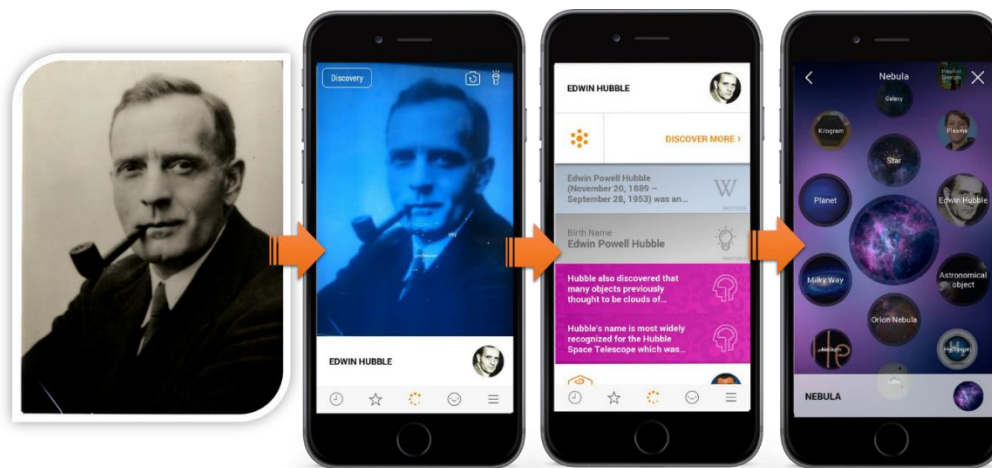 Discovery
EDWIN HUBBLE
EDWIN HUBBLE
DISCOVER MORE >
Edwin Powell Hubble
(November 20, 1889 –
September 28, 1953) was an...
W
Birth Name
Edwin Powell Hubble
Hubble also discovered that
many objects previously
thought to be clouds of...
Hubble's name is most widely
recognized for the Hubble
Space Telescope which was...
Nebula
Galaxy
Kilogram
Plasma
Star
Planet
Edwin Hubble
Milky Way
Astronomical
object
Orion Nebula
Helium
Hydrogen
NEBULA